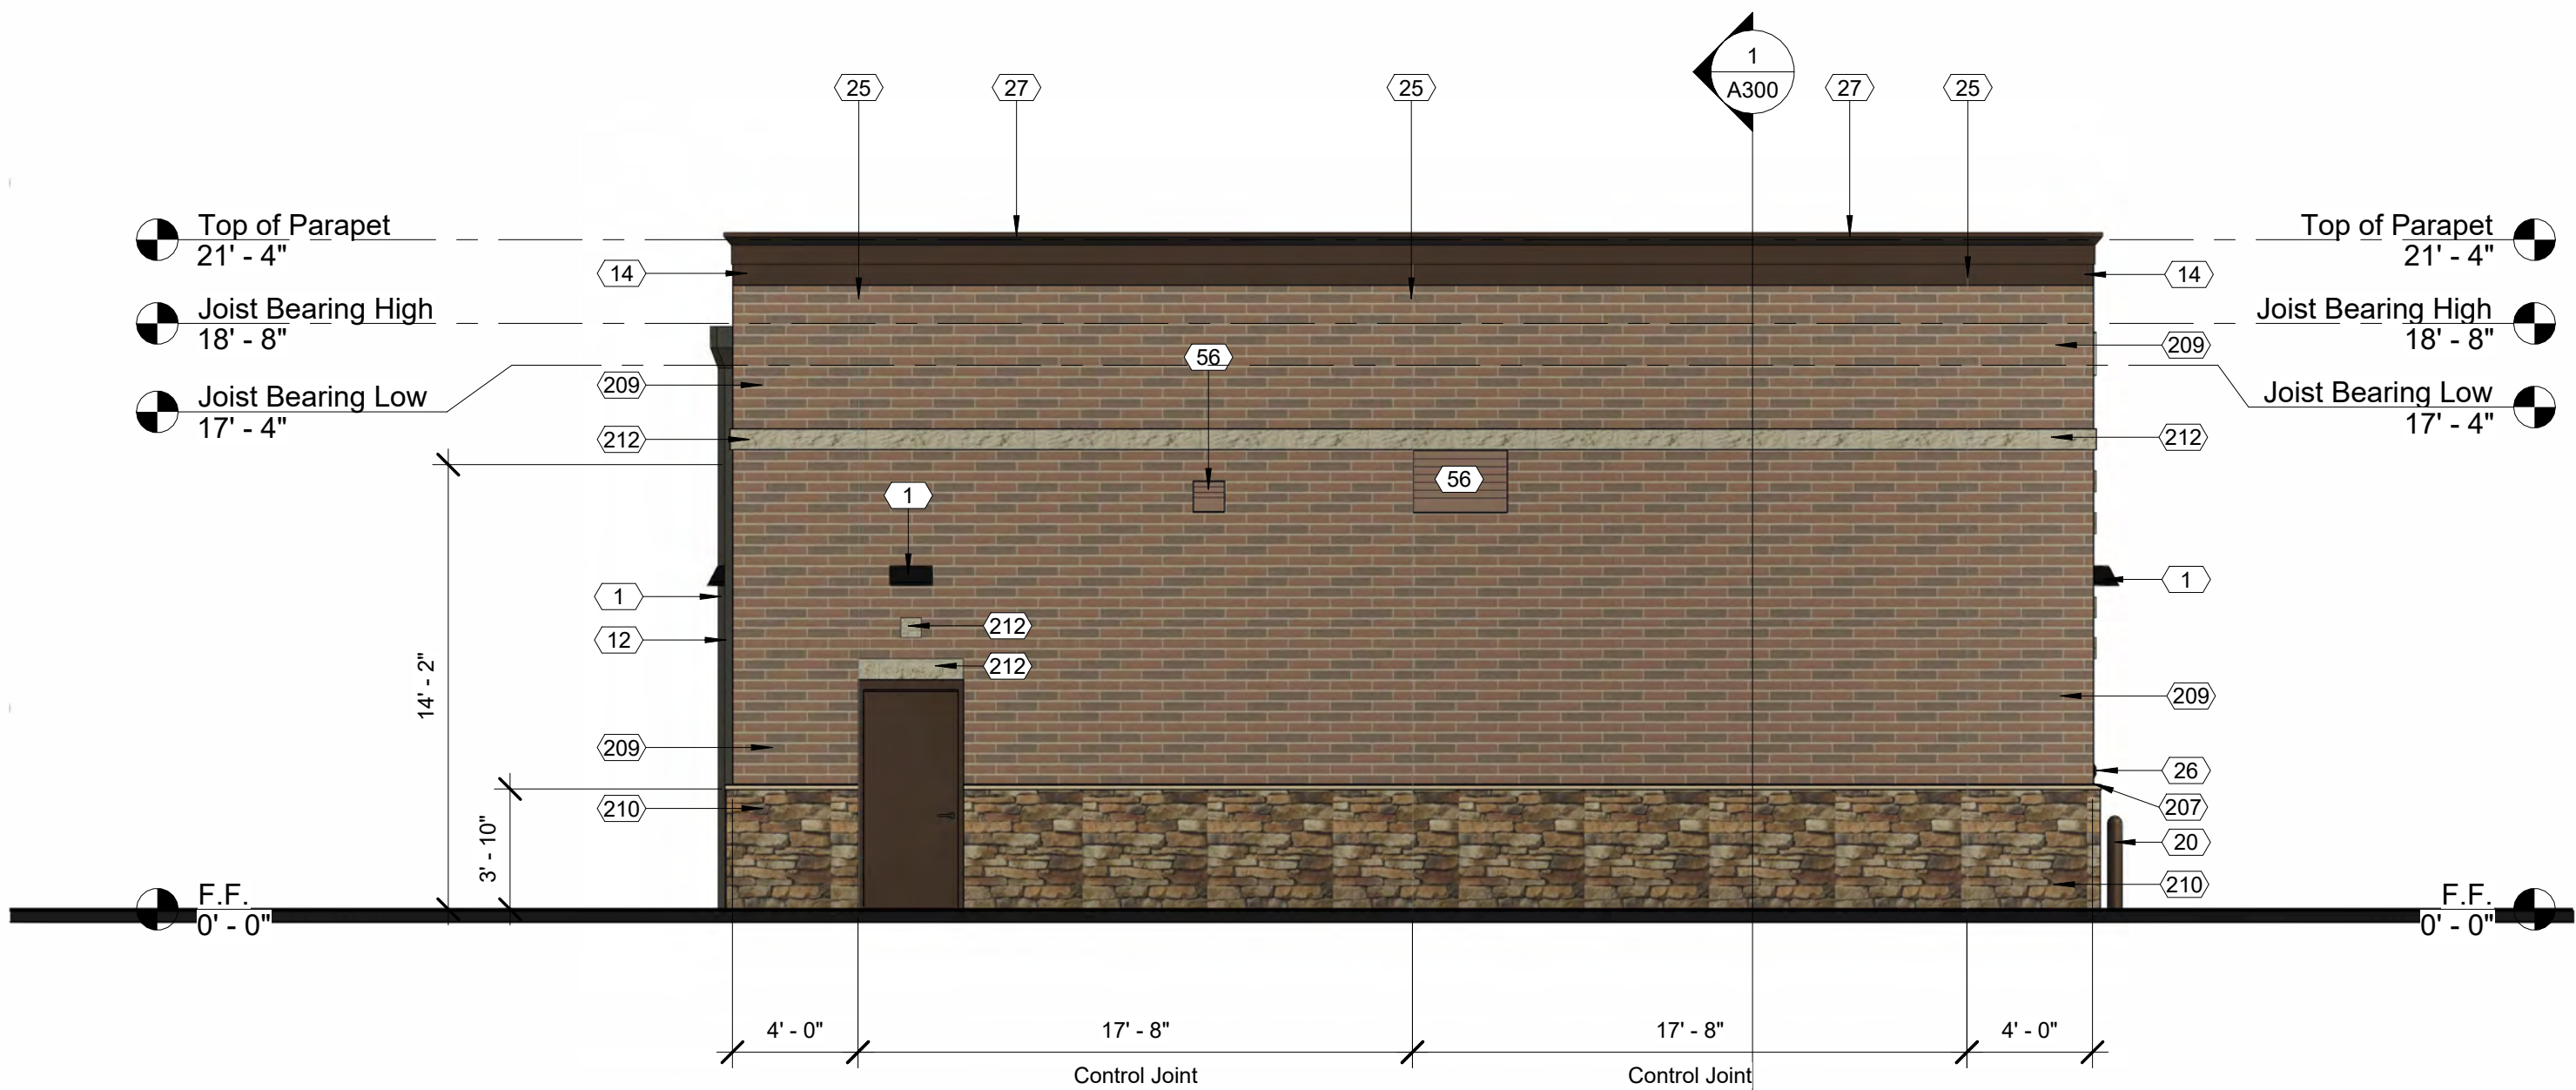 1
A300
25
27
25
27
25
Top of Parapet
21' - 4"
Top of Parapet
21' - 4"
14
14
Joist Bearing High
18' - 8"
Joist Bearing High
18' - 8"
209
56
209
Joist Bearing Low
17' - 4"
Joist Bearing Low
17' - 4"
212
212
56
1
1
1
212
12
212
14' - 2"
209
209
26
210
207
3' - 10"
20
210
F.F.
0' - 0"
F.F.
0' - 0"
4' - 0"
17' - 8"
17' - 8"
4' - 0"
Control Joint
Control Joint